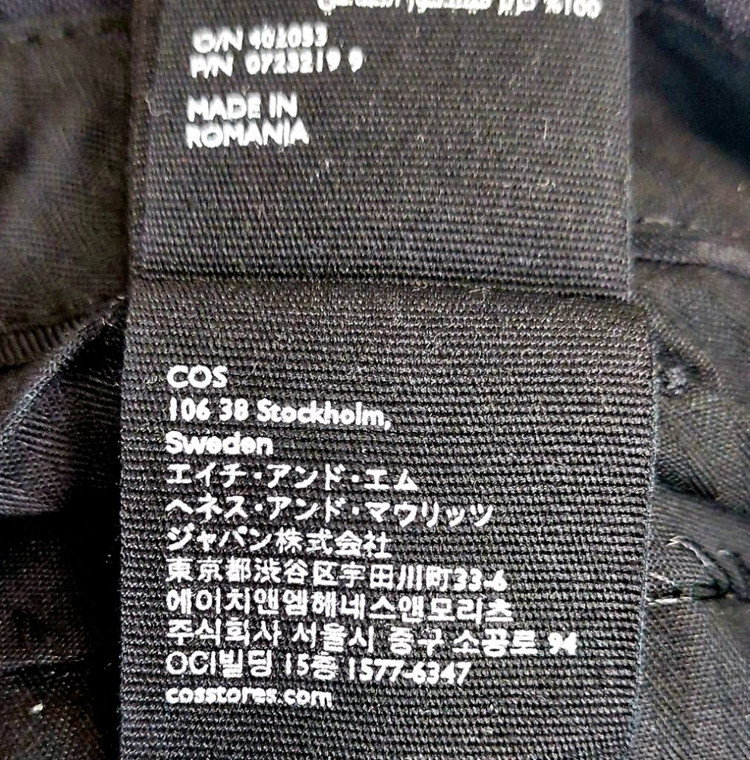 %100
O/N 402033
P/N 0723219 9
MADE IN
ROMANIA
COS
106 38 Stockholm,
Sweden
エイチ・アンド・エム
ヘネス・アンド・マウリッツ
ジャパン株式会社
東京都渋谷区宇田川町33-6
에이치앤엠헤네스앤모리츠
주식회사 서울시 중구 소공로 94
OCI빌딩 15층 1577-6347
cosstores.com